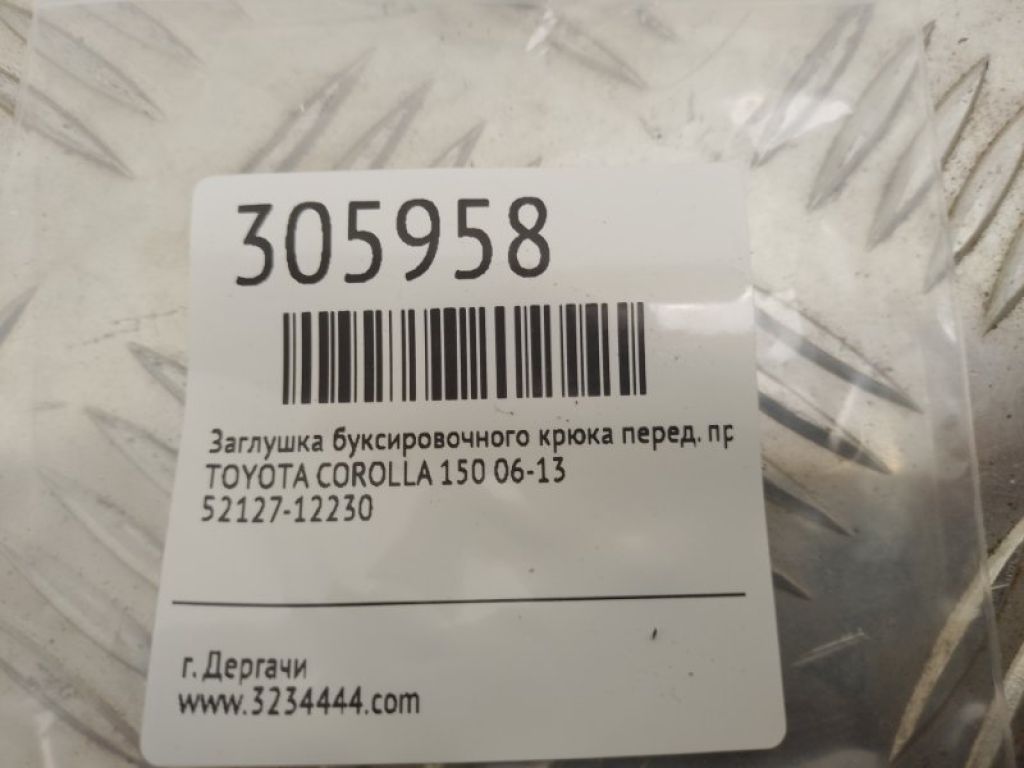 305958
Заглушка буксировочного крюка перед. пр
TOYOTA COROLLA 150 06-13
52127-12230
г. Дергачи
www.3234444.com